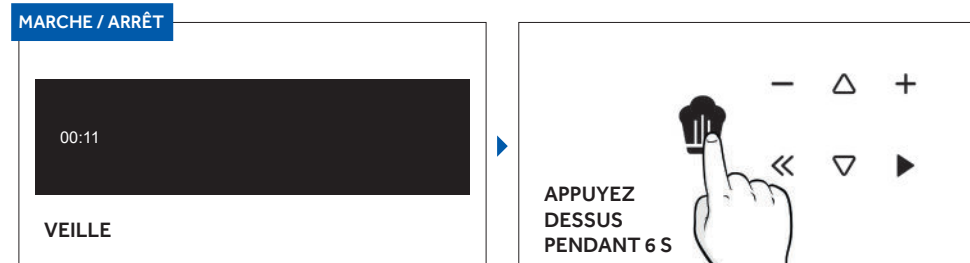 MARCHE / ARRÊT
00:11
VEILLE
APPUYEZ
DESSUS
PENDANT 6 S